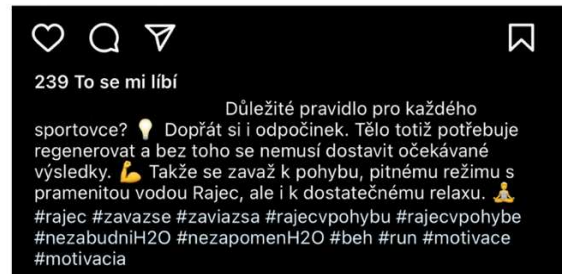 239 To se mi líbí
Důležité pravidlo pro každého
sportovce? 💡 Dopřát si i odpočinek. Tělo totiž potřebuje
regenerovat a bez toho se nemusí dostavit očekávané
výsledky. 💪 Takže se zavaž k pohybu, pitnému režimu s
pramenitou vodou Rajec, ale i k dostatečnému relaxu. 🧘
#rajec #zavazse #zaviazsa #rajecvpohybu #rajecvpohybe
#nezabudniH2O #nezapomenH2O #beh #run #motivace
#motivacia